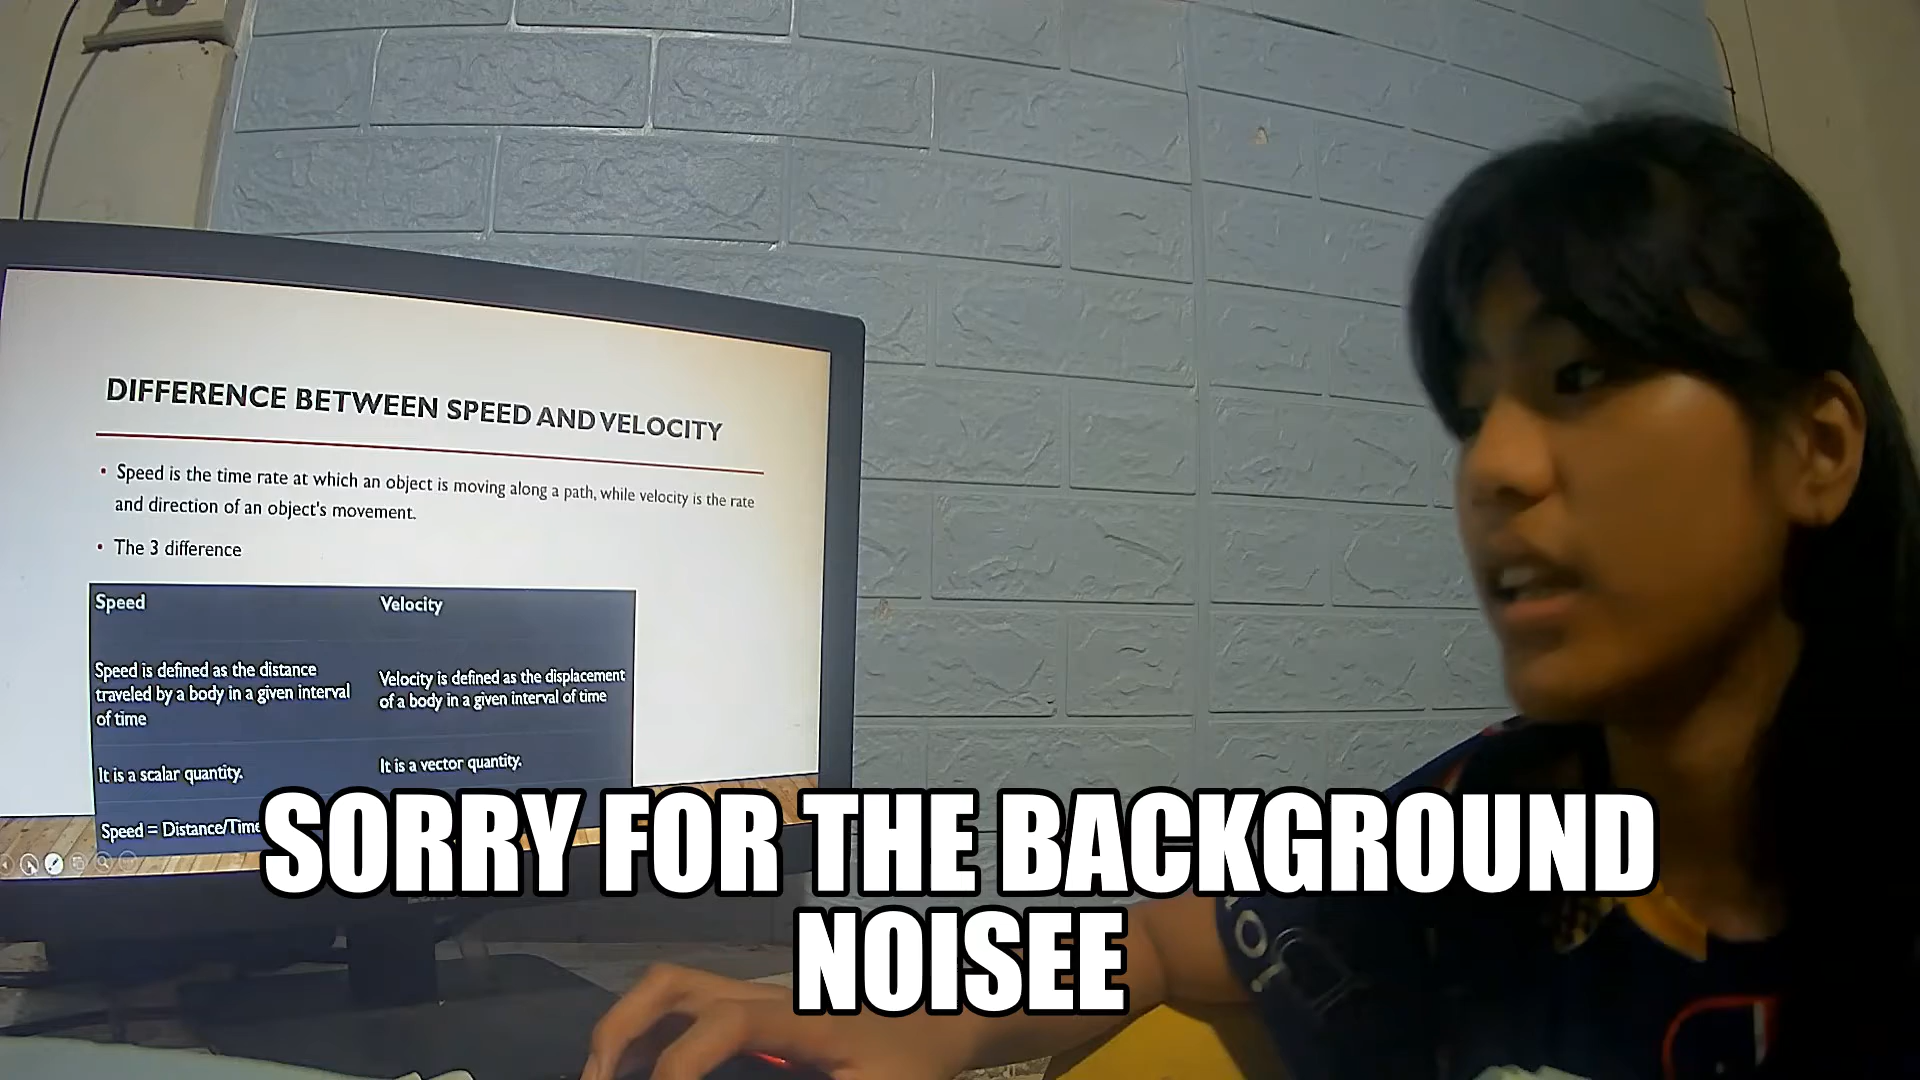 DIFFERENCE BETWEEN SPEED AND VELOCITY
• Speed is the time rate at which an object is moving along a path, while velocity is the rate
and direction of an object's movement.
• The 3 difference
Speed
Velocity
Speed is defined as the distance
traveled by a body in a given interval
of time
Velocity is defined as the displacement
of a body in a given interval of time
It is a scalar quantity.
It is a vector quantity.
Speed = Distance/Time
SORRY FOR THE BACKGROUND
NOISEE